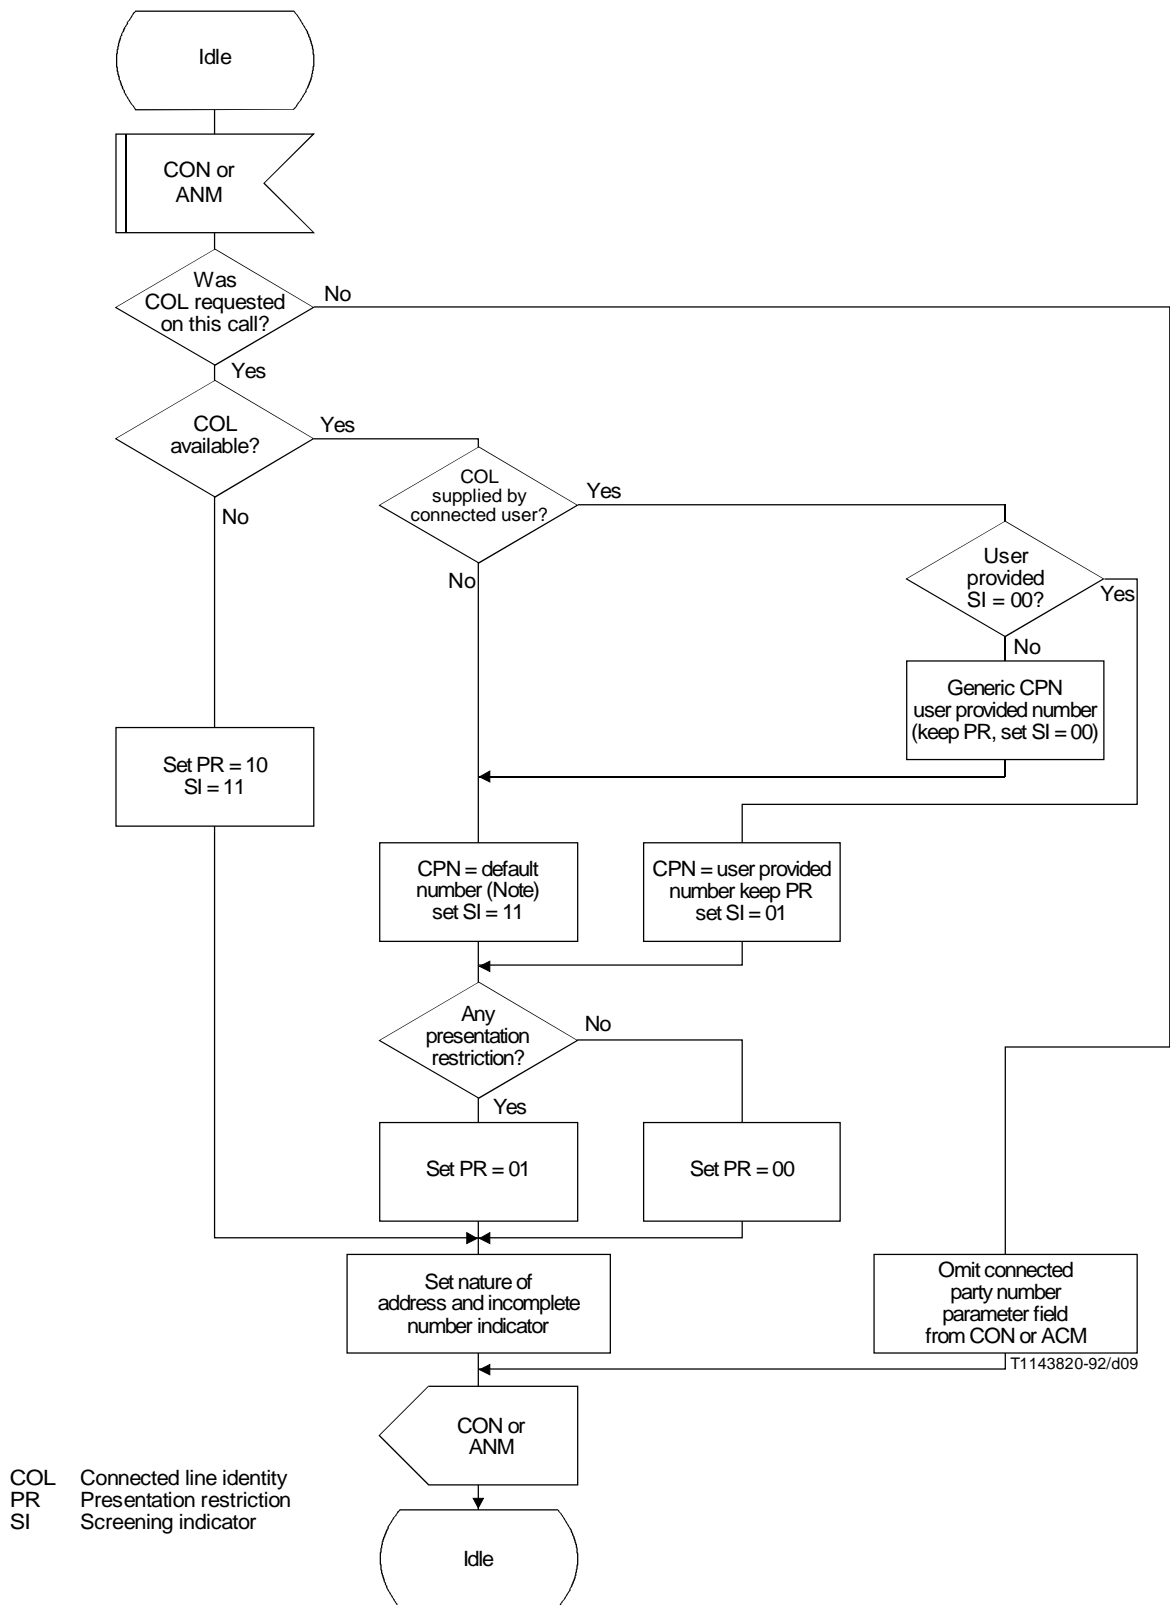 Idle
CON or
ANM
Was
COL requested
on this call?
No
Yes
COL
available?
Yes
No
COL
supplied by
connected user?
Yes
No
User
provided
SI = 00?
Yes
No
Generic CPN
user provided number
(keep PR, set SI = 00)
Set PR = 10
SI = 11
CPN = default
number (Note)
set SI = 11
CPN = user provided
number keep PR
set SI = 01
Any
presentation
restriction?
No
Yes
Set PR = 01
Set PR = 00
Set nature of
address and incomplete
number indicator
Omit connected
party number
parameter field
from CON or ACM
T1143820-92/d09
CON or
ANM
COL Connected line identity
PR Presentation restriction
SI Screening indicator
Idle